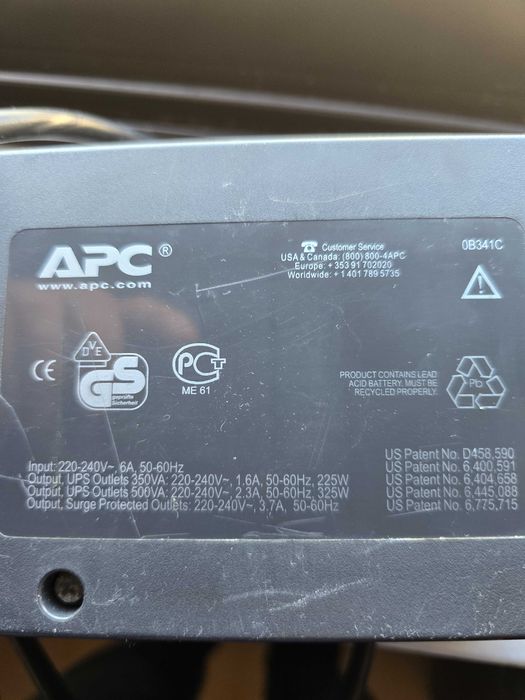 APC®
www.apc.com
Customer Service
USA & Canada: (800) 800-4APC
Europe: +353 91 702020
Worldwide: +1 401 789 5735
0B341C
CE
DVE
GS
geprüfte
Sicherheit
PCT
ME 61
PRODUCT CONTAINS LEAD
ACID BATTERY. MUST BE
RECYCLED PROPERLY.
Pb
Input: 220-240V~, 6A, 50-60Hz
Output, UPS Outlets 350VA: 220-240V~, 1.6A, 50-60Hz, 225W
Output, UPS Outlets 500VA: 220-240V~, 2.3A, 50-60Hz, 325W
Output, Surge Protected Outlets: 220-240V~, 3.7A, 50-60Hz
US Patent No. D458,590
US Patent No. 6,400,591
US Patent No. 6,404,658
US Patent No. 6,445,088
US Patent No. 6,775,715